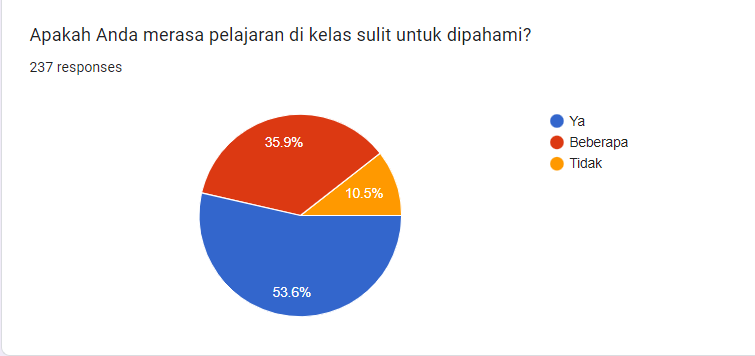 Apakah Anda merasa pelajaran di kelas sulit untuk dipahami?
237 responses
Ya
Beberapa
Tidak
35.9%
10.5%
53.6%